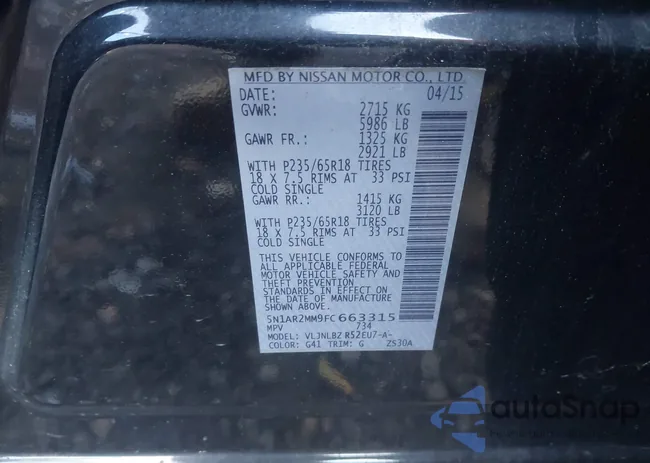 MFD BY NISSAN MOTOR CO., LTD.
DATE: 04/15
GVWR: 2715 KG
5986 LB
GAWR FR.: 1325 KG
2921 LB
WITH P235/65R18 TIRES
18 X 7.5 RIMS AT 33 PSI
COLD SINGLE
GAWR RR.: 1415 KG
3120 LB
WITH P235/65R18 TIRES
18 X 7.5 RIMS AT 33 PSI
COLD SINGLE
THIS VEHICLE CONFORMS TO
ALL APPLICABLE FEDERAL
MOTOR VEHICLE SAFETY AND
THEFT PREVENTION
STANDARDS IN EFFECT ON
THE DATE OF MANUFACTURE
SHOWN ABOVE.
5N1AR2MM9FC663315
MPV 734
MODEL: VLJNLBZ R52EU7-A-
COLOR: G41 TRIM: G ZS30A
autoSnap